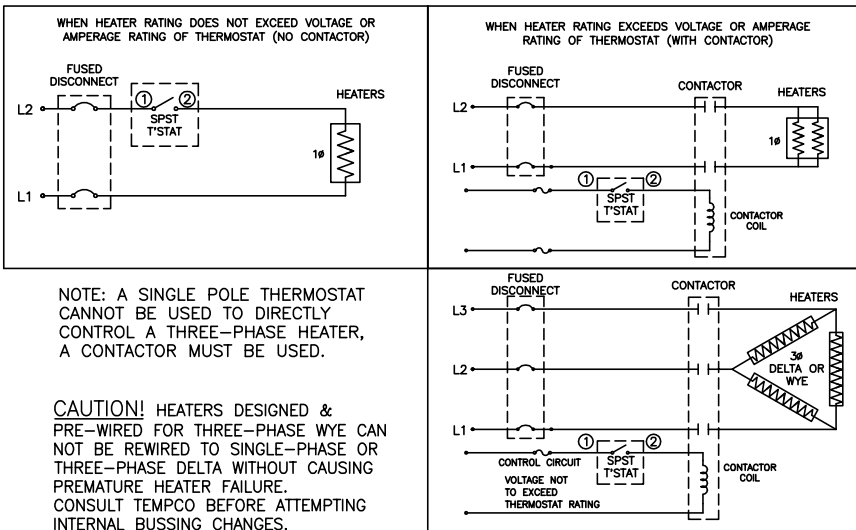 WHEN HEATER RATING DOES NOT EXCEED VOLTAGE OR
AMPERAGE RATING OF THERMOSTAT (NO CONTACTOR)
FUSED
DISCONNECT
HEATERS
L2
1 2
SPST
T'STAT
1ø
L1
WHEN HEATER RATING EXCEEDS VOLTAGE OR AMPERAGE
RATING OF THERMOSTAT (WITH CONTACTOR)
FUSED
DISCONNECT
CONTACTOR
HEATERS
L2
1ø
L1
1 2
SPST
T'STAT
CONTACTOR
COIL
NOTE: A SINGLE POLE THERMOSTAT
CANNOT BE USED TO DIRECTLY
CONTROL A THREE-PHASE HEATER,
A CONTACTOR MUST BE USED.
CAUTION! HEATERS DESIGNED &
PRE-WIRED FOR THREE-PHASE WYE CAN
NOT BE REWIRED TO SINGLE-PHASE OR
THREE-PHASE DELTA WITHOUT CAUSING
PREMATURE HEATER FAILURE.
CONSULT TEMPCO BEFORE ATTEMPTING
INTERNAL BUSSING CHANGES.
FUSED
DISCONNECT
CONTACTOR
HEATERS
L3
3ø
DELTA OR
WYE
L2
L1
1 2
SPST
T'STAT
CONTROL CIRCUIT
VOLTAGE NOT
TO EXCEED
THERMOSTAT RATING
CONTACTOR
COIL